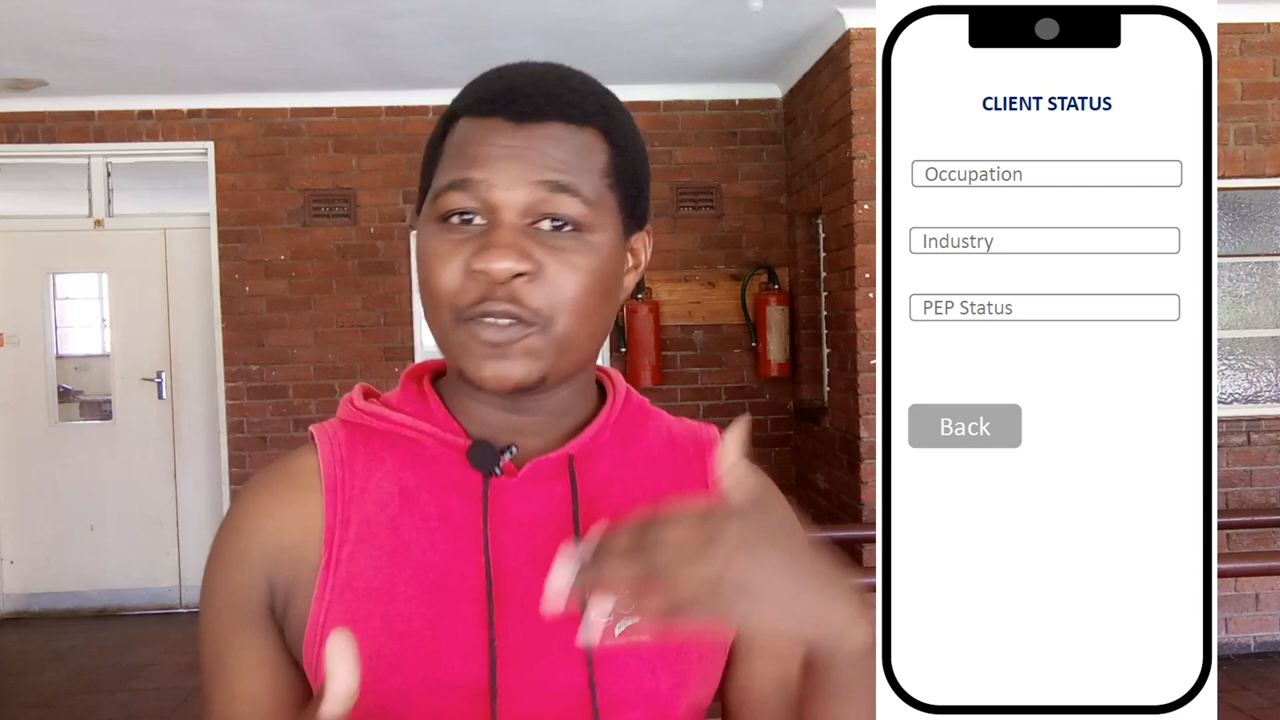 CLIENT STATUS
Occupation
Industry
PEP Status
Back